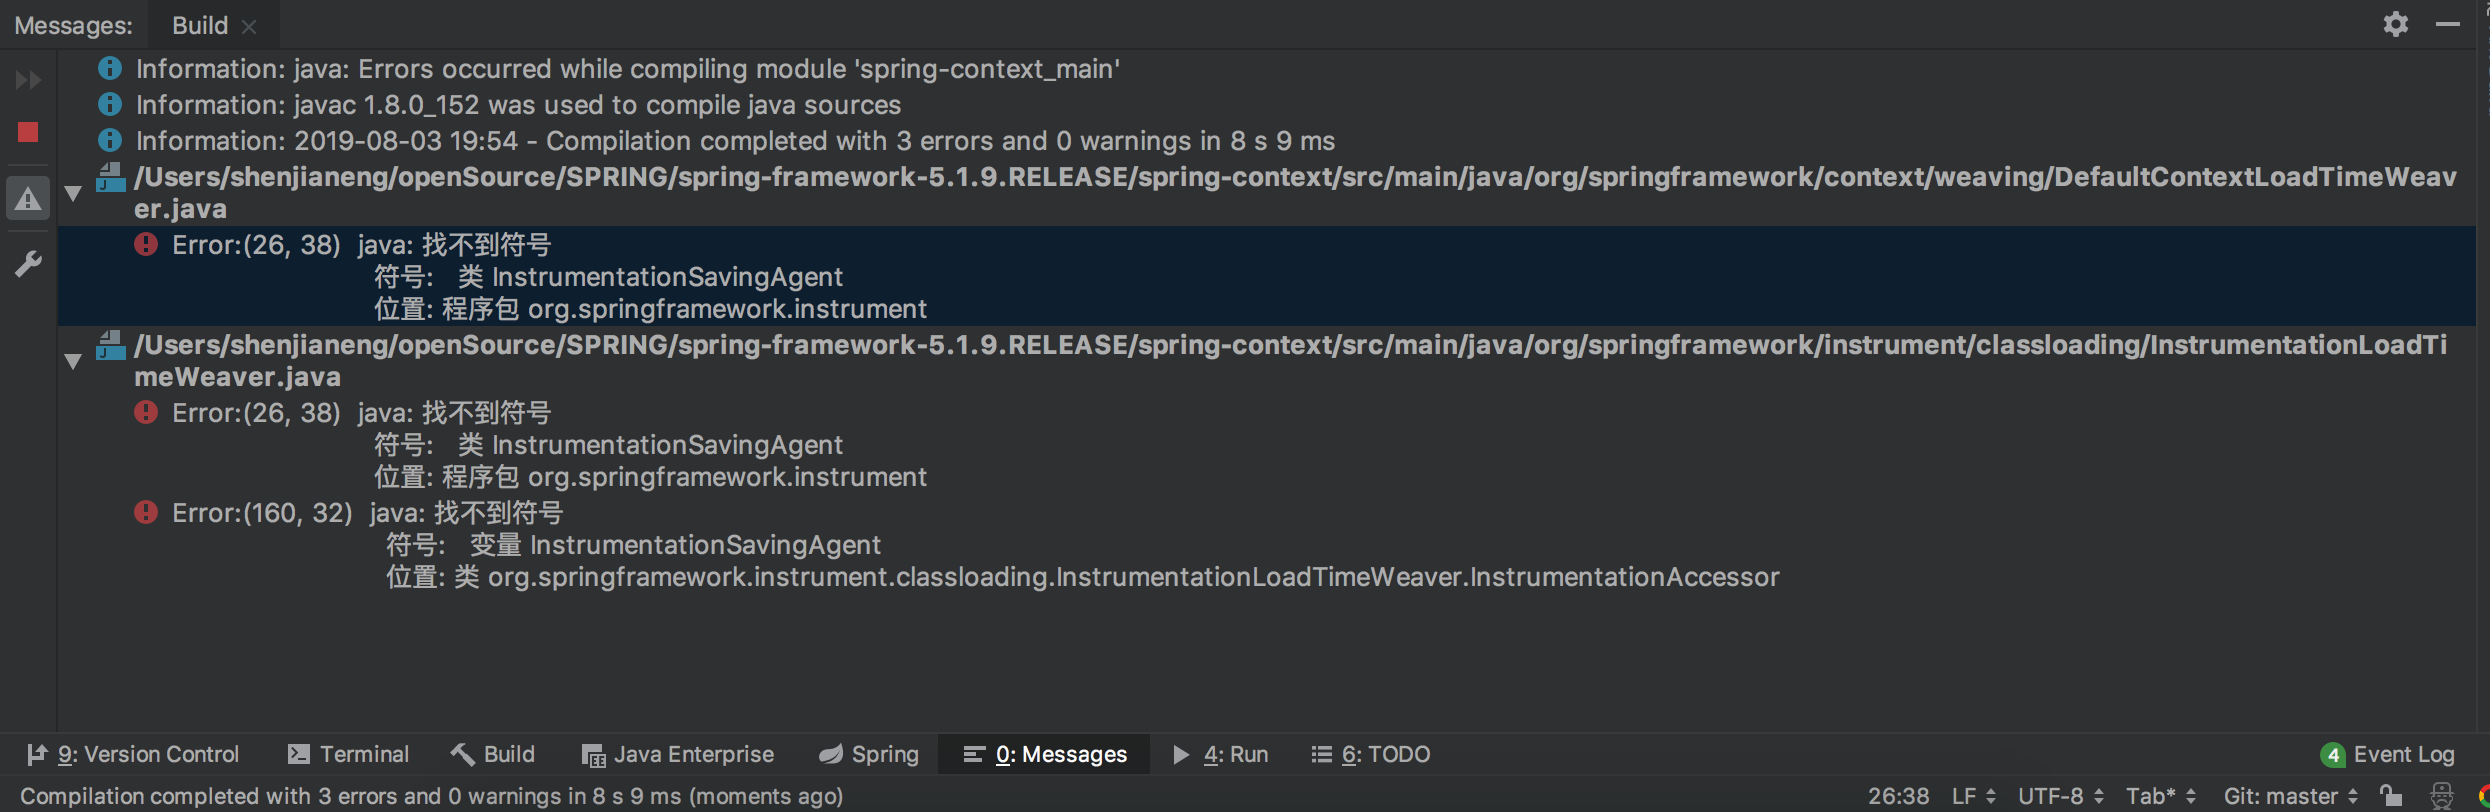 Messages: Build
Information: java: Errors occurred while compiling module 'spring-context_main'
Information: javac 1.8.0_152 was used to compile java sources
Information: 2019-08-03 19:54 - Compilation completed with 3 errors and 0 warnings in 8 s 9 ms
/Users/shenjianeng/openSource/SPRING/spring-framework-5.1.9.RELEASE/spring-context/src/main/java/org/springframework/context/weaving/DefaultContextLoadTimeWeav
er.java
Error:(26, 38) java: 找不到符号
符号: 类 InstrumentationSavingAgent
位置: 程序包 org.springframework.instrument
/Users/shenjianeng/openSource/SPRING/spring-framework-5.1.9.RELEASE/spring-context/src/main/java/org/springframework/instrument/classloading/InstrumentationLoadTi
meWeaver.java
Error:(26, 38) java: 找不到符号
符号: 类 InstrumentationSavingAgent
位置: 程序包 org.springframework.instrument
Error:(160, 32) java: 找不到符号
符号: 变量 InstrumentationSavingAgent
位置: 类 org.springframework.instrument.classloading.InstrumentationLoadTimeWeaver.InstrumentationAccessor
9: Version Control Terminal Build Java Enterprise Spring 0: Messages 4: Run 6: TODO 4 Event Log
Compilation completed with 3 errors and 0 warnings in 8 s 9 ms (moments ago) 26:38 LF UTF-8 Tab* Git: master